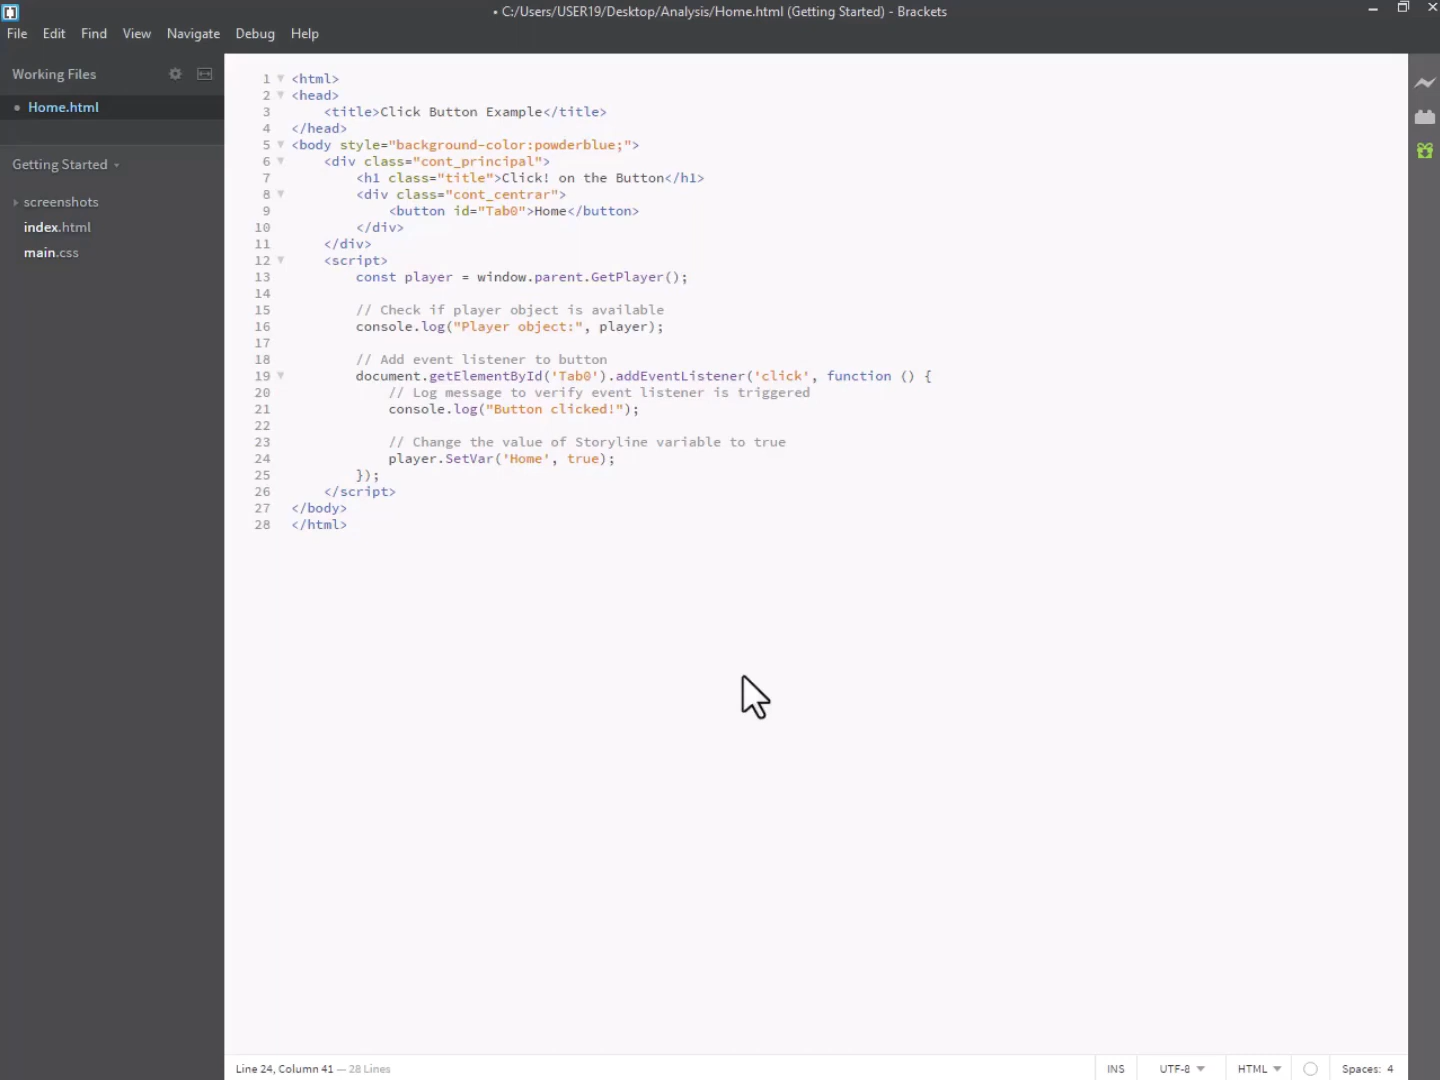 • C:/Users/USER19/Desktop/Analysis/Home.html (Getting Started) - Brackets
File Edit Find View Navigate Debug Help
Working Files
• Home.html
Getting Started
screenshots
index.html
main.css
1 <html>
2 <head>
3     <title>Click Button Example</title>
4 </head>
5 <body style="background-color:powderblue;">
6     <div class="cont_principal">
7         <h1 class="title">Click! on the Button</h1>
8         <div class="cont_centrar">
9             <button id="Tab0">Home</button>
10         </div>
11     </div>
12     <script>
13         const player = window.parent.GetPlayer();
14
15         // Check if player object is available
16         console.log("Player object:", player);
17
18         // Add event listener to button
19         document.getElementById('Tab0').addEventListener('click', function () {
20             // Log message to verify event listener is triggered
21             console.log("Button clicked!");
22
23             // Change the value of Storyline variable to true
24             player.SetVar('Home', true);
25         });
26     </script>
27 </body>
28 </html>
Line 24, Column 41 — 28 Lines INS UTF-8 HTML Spaces: 4